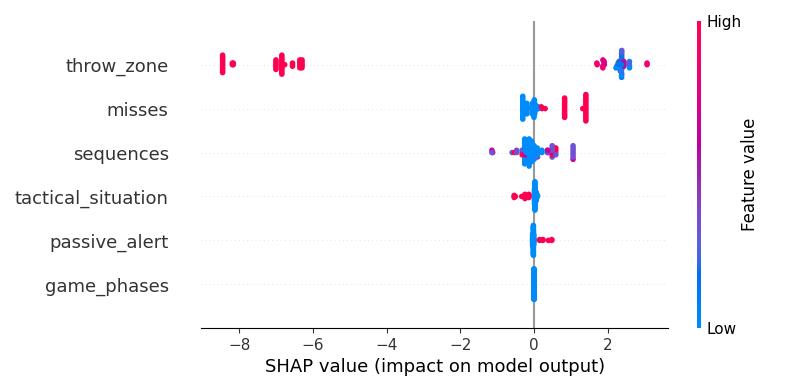 High
throw_zone
misses
sequences
tactical_situation
passive_alert
game_phases
Feature value
Low
−8 −6 −4 −2 0 2
SHAP value (impact on model output)